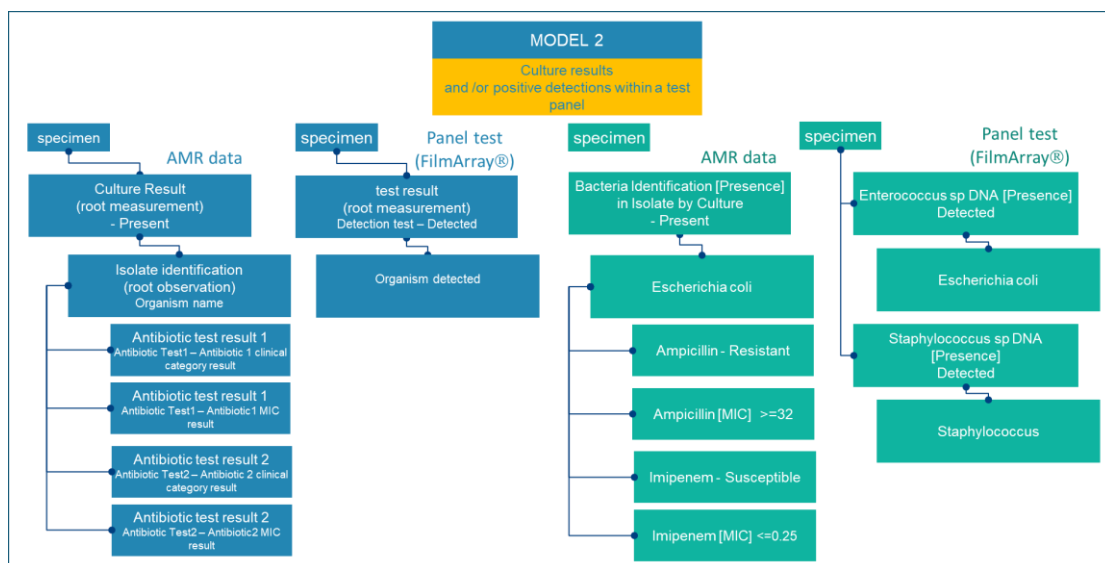 MODEL 2
Culture results
and /or positive detections within a test
panel
specimen
AMR data
Culture Result
(root measurement)
- Present
Isolate identification
(root observation)
Organism name
Antibiotic test result 1
Antibiotic Test1 – Antibiotic 1 clinical
category result
Antibiotic test result 1
Antibiotic Test1 – Antibiotic1 MIC
result
Antibiotic test result 2
Antibiotic Test2 – Antibiotic 2 clinical
category result
Antibiotic test result 2
Antibiotic Test2 – Antibiotic2 MIC
result
specimen
Panel test
(FilmArray®)
test result
(root measurement)
Detection test – Detected
Organism detected
specimen
AMR data
Bacteria Identification [Presence]
in Isolate by Culture
- Present
Escherichia coli
Ampicillin - Resistant
Ampicillin [MIC] >=32
Imipenem - Susceptible
Imipenem [MIC] <=0.25
specimen
Panel test
(FilmArray®)
Enterococcus sp DNA [Presence]
Detected
Escherichia coli
Staphylococcus sp DNA
[Presence]
Detected
Staphylococcus